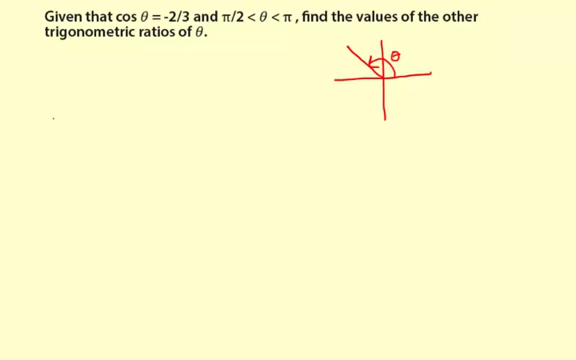 Given that cos θ = -2/3 and π/2 < θ < π , find the values of the other
trigonometric ratios of θ.
θ